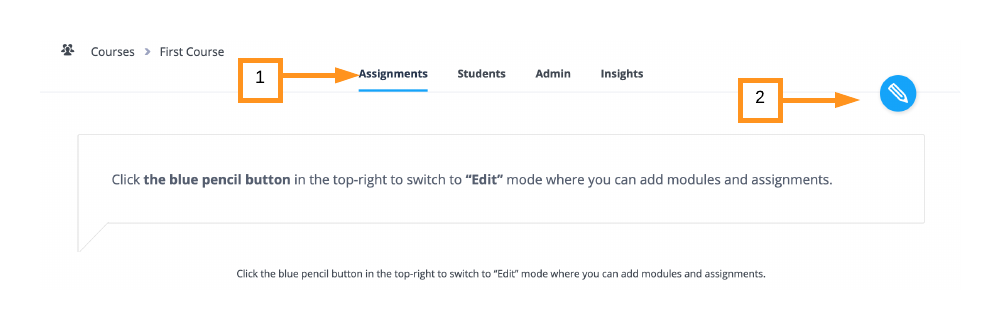 Courses > First Course
1
Assignments Students Admin Insights
2
Click the blue pencil button in the top-right to switch to “Edit” mode where you can add modules and assignments.
Click the blue pencil button in the top-right to switch to “Edit” mode where you can add modules and assignments.